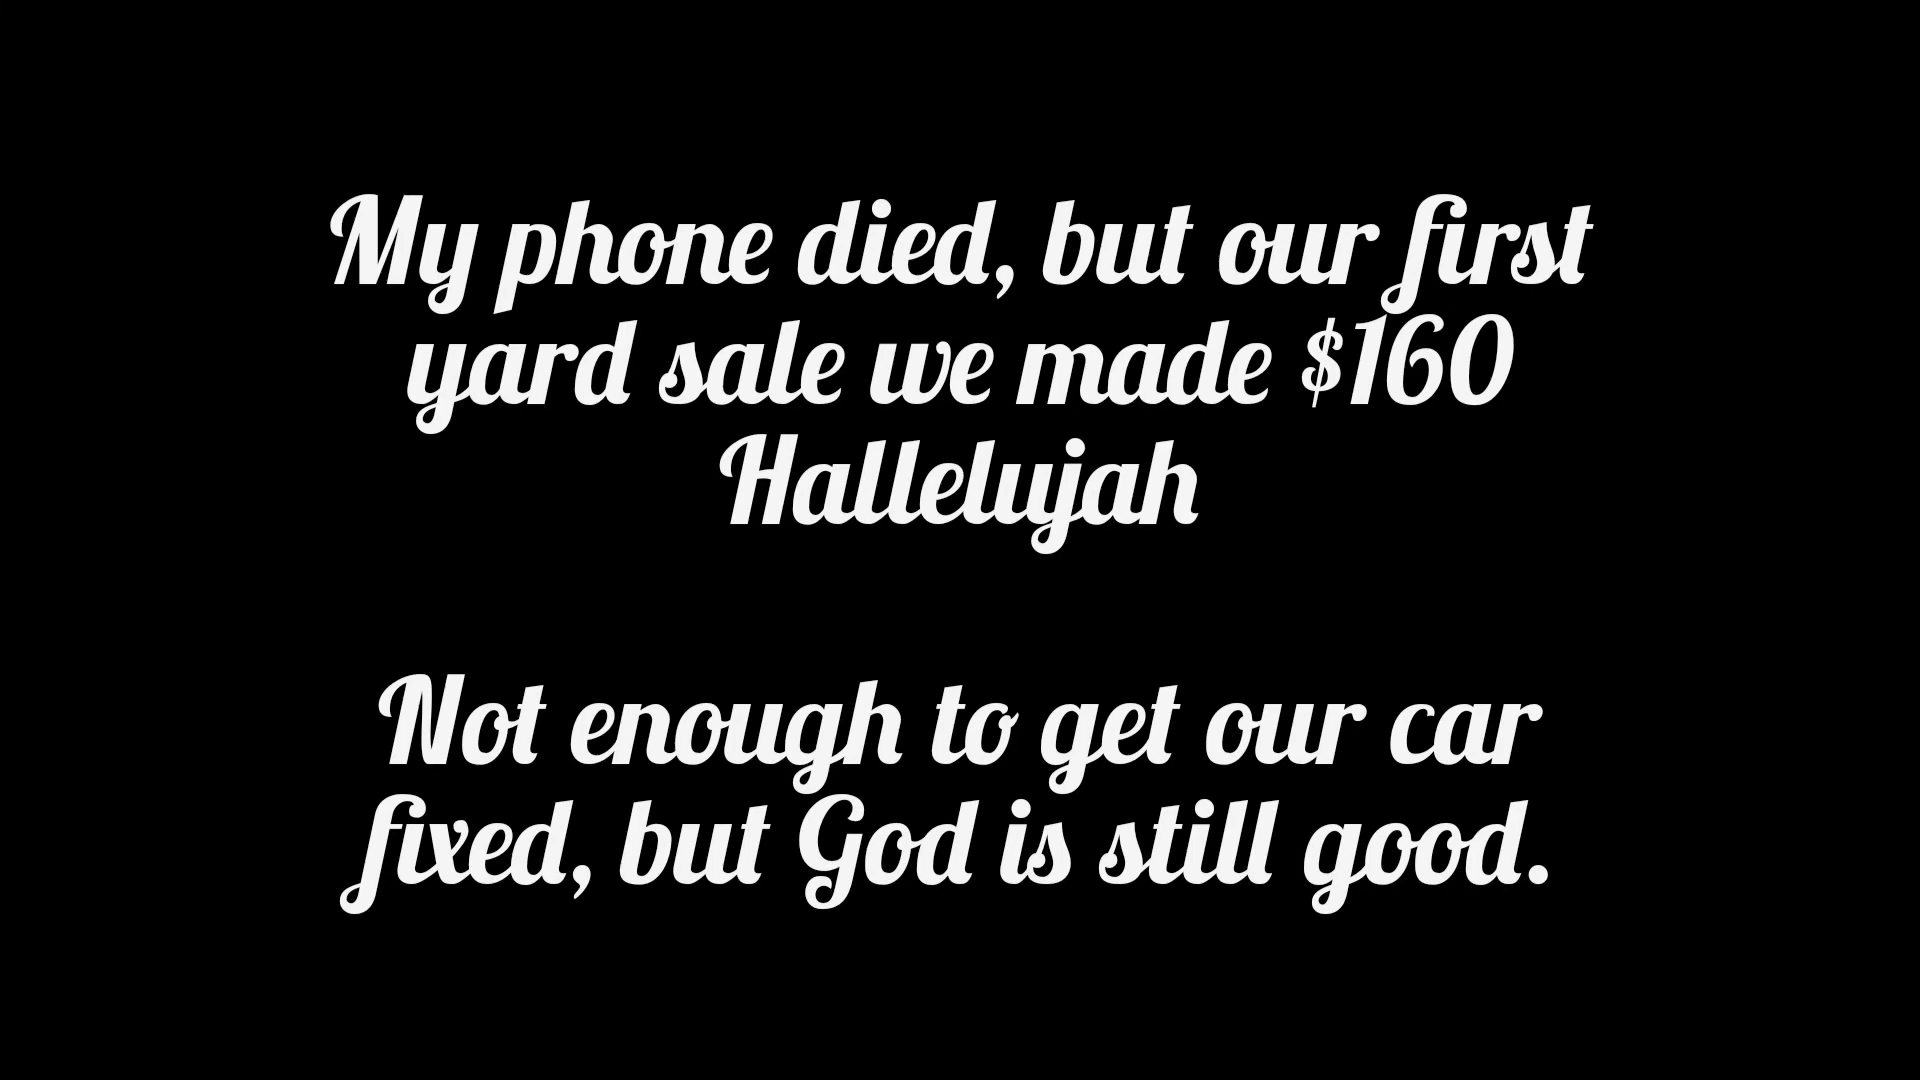 My phone died, but our first
yard sale we made $160
Hallelujah
Not enough to get our car
fixed, but God is still good.